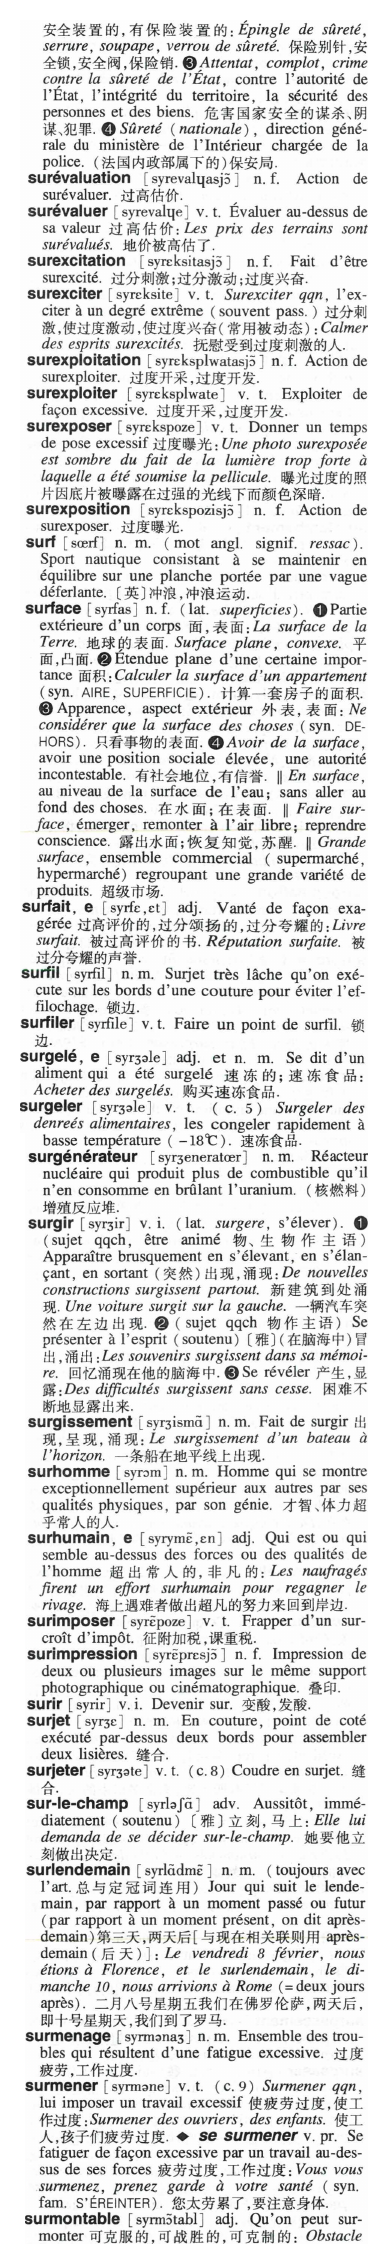 安全装置的,有保险装置的:Épingle de sûreté,
serrure, soupape, verrou de sûreté. 保险别针,安
全锁,安全阀,保险销. ❸ Attentat, complot, crime
contre la sûreté de l'État, contre l'autorité de
l'État, l'intégrité du territoire, la sécurité des
personnes et des biens. 危害国家安全的谋杀、阴
谋、犯罪. ❹ Sûreté (nationale), direction géné-
rale du ministère de l'Intérieur chargée de la
police. (法国内政部属下的)保安局.
surévaluation [syrevalɥasjɔ̃] n. f. Action de
surévaluer. 过高估价.
surévaluer [syrevalɥe] v. t. Évaluer au-dessus de
sa valeur 过高估价:Les prix des terrains sont
surévalués. 地价被高估了.
surexcitation [syrɛksitasjɔ̃] n. f. Fait d'être
surexcité. 过分刺激;过分激动;过度兴奋.
surexciter [syrɛksite] v. t. Surexciter qqn, l'ex-
citer à un degré extrême (souvent pass.) 过分刺
激,使过度激动,使过度兴奋(常用被动态):Calmer
des esprits surexcités. 抚慰受到过度刺激的人.
surexploitation [syrɛksplwatasjɔ̃] n. f. Action de
surexploiter. 过度开采,过度开发.
surexploiter [syrɛksplwate] v. t. Exploiter de
façon excessive. 过度开采,过度开发.
surexposer [syrɛkspoze] v. t. Donner un temps
de pose excessif 过度曝光:Une photo surexposée
est sombre du fait de la lumière trop forte à
laquelle a été soumise la pellicule. 曝光过度的照
片因底片被曝露在过强的光线下而颜色深暗.
surexposition [syrɛkspozisjɔ̃] n. f. Action de
surexposer. 过度曝光.
surf [sœrf] n. m. (mot angl. signif. ressac).
Sport nautique consistant à se maintenir en
équilibre sur une planche portée par une vague
déferlante. [英]冲浪,冲浪运动.
surface [syrfas] n. f. (lat. superficies). ❶ Partie
extérieure d'un corps 面,表面:La surface de la
Terre. 地球的表面. Surface plane, convexe. 平
面,凸面. ❷ Étendue plane d'une certaine impor-
tance 面积:Calculer la surface d'un appartement
(syn. AIRE, SUPERFICIE). 计算一套房子的面积.
❸ Apparence, aspect extérieur 外表,表面:Ne
considérer que la surface des choses (syn. DE-
HORS). 只看事物的表面. ❹ Avoir de la surface,
avoir une position sociale élevée, une autorité
incontestable. 有社会地位,有信誉. ‖ En surface,
au niveau de la surface de l'eau; sans aller au
fond des choses. 在水面;在表面. ‖ Faire sur-
face, émerger, remonter à l'air libre; reprendre
conscience. 露出水面;恢复知觉,苏醒. ‖ Grande
surface, ensemble commercial (supermarché,
hypermarché) regroupant une grande variété de
produits. 超级市场.
surfait, e [syrfɛ,ɛt] adj. Vanté de façon exa-
gérée 过高评价的,过分颂扬的,过分夸耀的:Livre
surfait. 被过高评价的书. Réputation surfaite. 被
过分夸耀的声誉.
surfil [syrfil] n. m. Surjet très lâche qu'on exé-
cute sur les bords d'une couture pour éviter l'ef-
filochage. 锁边.
surfiler [syrfile] v. t. Faire un point de surfil. 锁
边.
surgelé, e [syrʒəle] adj. et n. m. Se dit d'un
aliment qui a été surgelé 速冻的;速冻食品:
Acheter des surgelés. 购买速冻食品.
surgeler [syrʒəle] v. t. (c. 5) Surgeler des
denrées alimentaires, les congeler rapidement à
basse température (－18℃). 速冻食品.
surgénérateur [syrʒeneratœr] n. m. Réacteur
nucléaire qui produit plus de combustible qu'il
n'en consomme en brûlant l'uranium. (核燃料)
增殖反应堆.
surgir [syrʒir] v. i. (lat. surgere, s'élever). ❶
(sujet qqch, être animé 物、生物作主语)
Apparaître brusquement en s'élevant, en s'élan-
çant, en sortant (突然)出现,涌现:De nouvelles
constructions surgissent partout. 新建筑到处涌
现. Une voiture surgit sur la gauche. 一辆汽车突
然在左边出现. ❷ (sujet qqch 物作主语) Se
présenter à l'esprit (soutenu) [雅](在脑海中)冒
出,涌出:Les souvenirs surgissent dans sa mémoi-
re. 回忆涌现在他的脑海中. ❸ Se révéler 产生,显
露:Des difficultés surgissent sans cesse. 困难不
断地显露出来.
surgissement [syrʒismɑ̃] n. m. Fait de surgir 出
现,呈现,涌现:Le surgissement d'un bateau à
l'horizon. 一条船在地平线上出现.
surhomme [syrɔm] n. m. Homme qui se montre
exceptionnellement supérieur aux autres par ses
qualités physiques, par son génie. 才智、体力超
乎常人的人.
surhumain, e [syrymɛ̃,ɛn] adj. Qui est ou qui
semble au-dessus des forces ou des qualités de
l'homme 超出常人的,非凡的:Les naufragés
firent un effort surhumain pour regagner le
rivage. 海上遇难者做出超凡的努力来回到岸边.
surimposer [syrɛ̃poze] v. t. Frapper d'un sur-
croît d'impôt. 征附加税,课重税.
surimpression [syrɛ̃prɛsjɔ̃] n. f. Impression de
deux ou plusieurs images sur le même support
photographique ou cinématographique. 叠印.
surir [syrir] v. i. Devenir sur. 变酸,发酸.
surjet [syrʒɛ] n. m. En couture, point de coté
exécuté par-dessus deux bords pour assembler
deux lisières. 缝合.
surjeter [syrʒəte] v. t. (c. 8) Coudre en surjet. 缝
合.
sur-le-champ [syrləʃɑ̃] adv. Aussitôt, immé-
diatement (soutenu) [雅]立刻,马上:Elle lui
demanda de se décider sur-le-champ. 她要他立
刻做出决定.
surlendemain [syrlɑ̃dmɛ̃] n. m. (toujours avec
l'art. 总与定冠词连用) Jour qui suit le lende-
main, par rapport à un moment passé ou futur
(par rapport à un moment présent, on dit après-
demain)第三天,两天后[与现在相关联则用 après-
demain (后天)]: Le vendredi 8 février, nous
étions à Florence, et le surlendemain, le di-
manche 10, nous arrivions à Rome (= deux jours
après). 二月八号星期五我们在佛罗伦萨,两天后,
即十号星期天,我们到了罗马.
surmenage [syrmənaʒ] n. m. Ensemble des trou-
bles qui résultent d'une fatigue excessive. 过度
疲劳,工作过度.
surmener [syrməne] v. t. (c. 9) Surmener qqn,
lui imposer un travail excessif 使疲劳过度,使工
作过度:Surmener des ouvriers, des enfants. 使工
人,孩子们疲劳过度. ◆ se surmener v. pr. Se
fatiguer de façon excessive par un travail au-des-
sus de ses forces 疲劳过度,工作过度:Vous vous
surmenez, prenez garde à votre santé (syn.
fam. S'ÉREINTER). 您太劳累了,要注意身体.
surmontable [syrmɔ̃tabl] adj. Qu'on peut sur-
monter 可克服的,可战胜的,可克制的: Obstacle